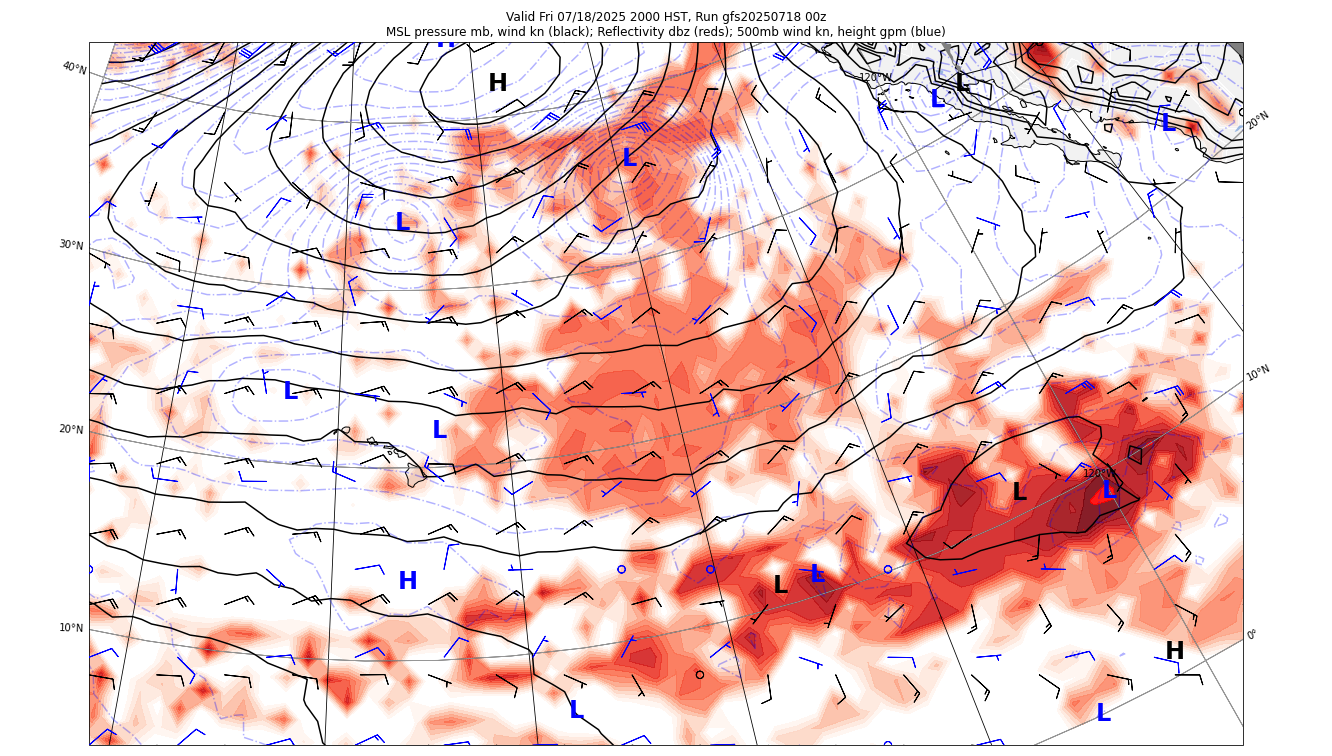 Valid Fri 07/18/2025 2000 HST, Run gfs20250718 00z
MSL pressure mb, wind kn (black); Reflectivity dbz (reds); 500mb wind kn, height gpm (blue)
H
40°N
H
120°W
L
L
L
20°N
L
L
30°N
10°N
L
L
20°N
120°W
L
L
L
H
L
10°N
0°
H
L
L